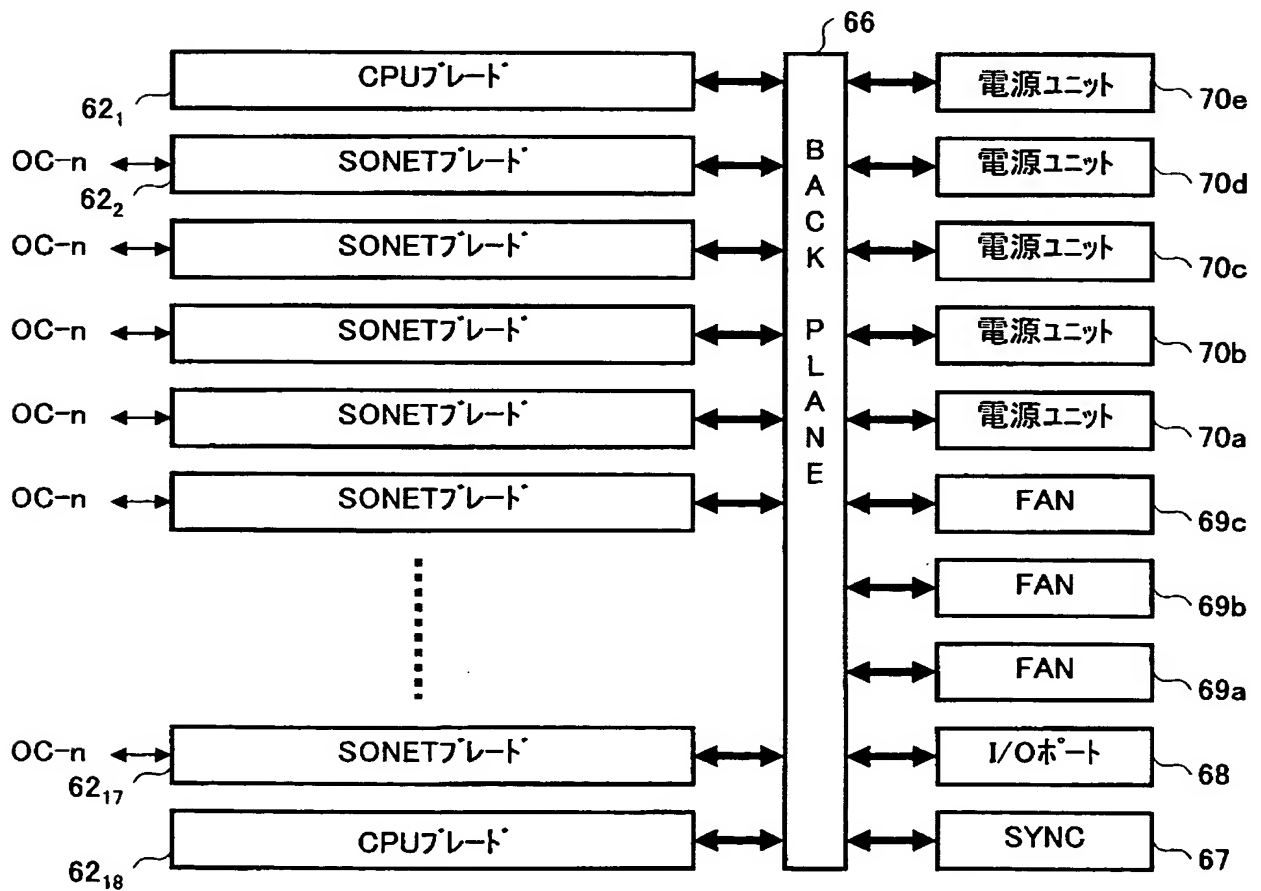 66
CPUブレード
電源ユニット
62₁
70e
OC-n
SONETブレード
電源ユニット
62₂
70d
OC-n
SONETブレード
電源ユニット
70c
OC-n
SONETブレード
電源ユニット
70b
OC-n
SONETブレード
電源ユニット
70a
OC-n
SONETブレード
FAN
69c
FAN
69b
FAN
69a
OC-n
SONETブレード
I/Oポート
62₁₇
68
CPUブレード
SYNC
62₁₈
67
BACK PLANE